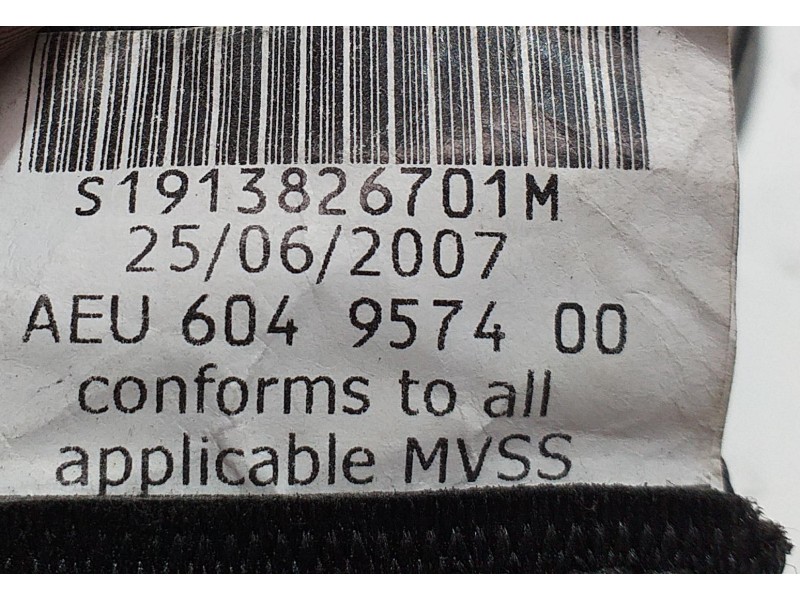 S1913826701M
25/06/2007
AEU 604 9574 00
conforms to all
applicable MVSS